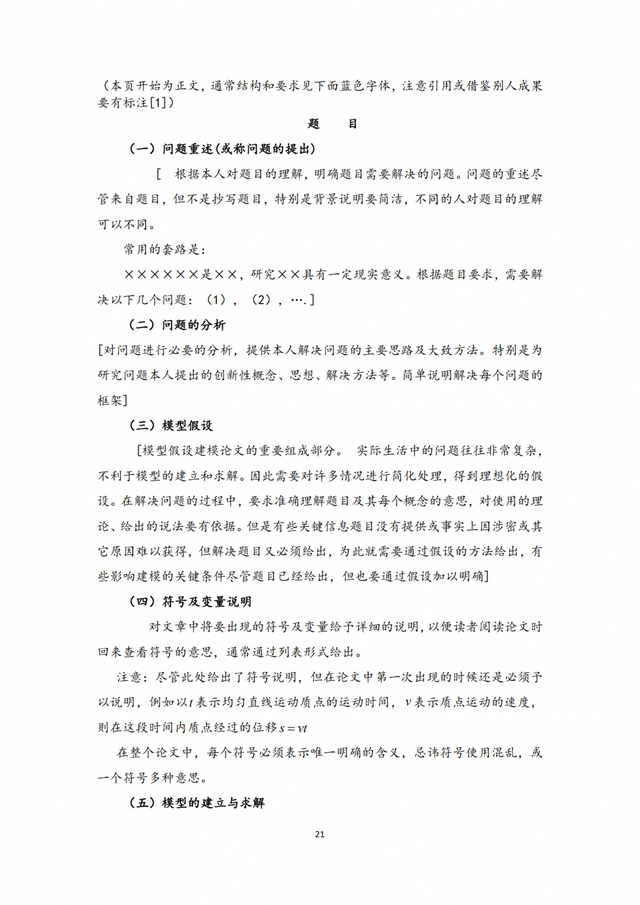 （本页开始为正文，通常结构和要求见下面蓝色字体，注意引用或借鉴别人成果
要有标注[1]）
题 目
（一）问题重述(或称问题的提出)
[ 根据本人对题目的理解，明确题目需要解决的问题。问题的重述尽
管来自题目，但不是抄写题目，特别是背景说明要简洁，不同的人对题目的理解
可以不同。
常用的套路是：
××××××是××，研究××具有一定现实意义。根据题目要求，需要解
决以下几个问题：（1），（2），….]
（二）问题的分析
[对问题进行必要的分析，提供本人解决问题的主要思路及大致方法。特别是为
研究问题本人提出的创新性概念、思想、解决方法等。简单说明解决每个问题的
框架]
（三）模型假设
[模型假设建模论文的重要组成部分。 实际生活中的问题往往非常复杂，
不利于模型的建立和求解。因此需要对许多情况进行简化处理，得到理想化的假
设。在解决问题的过程中，要求准确理解题目及其每个概念的意思，对使用的理
论、给出的说法要有依据。但是有些关键信息题目没有提供或事实上因涉密或其
它原因难以获得，但解决题目又必须给出，为此就需要通过假设的方法给出，有
些影响建模的关键条件尽管题目已经给出，但也要通过假设加以明确]
（四）符号及变量说明
对文章中将要出现的符号及变量给予详细的说明，以便读者阅读论文时
回来查看符号的意思，通常通过列表形式给出。
注意：尽管此处给出了符号说明，但在论文中第一次出现的时候还是必须予
以说明，例如以t表示均匀直线运动质点的运动时间，v表示质点运动的速度，
则在这段时间内质点经过的位移s=vt
在整个论文中，每个符号必须表示唯一明确的含义，忌讳符号使用混乱，或
一个符号多种意思。
（五）模型的建立与求解
21